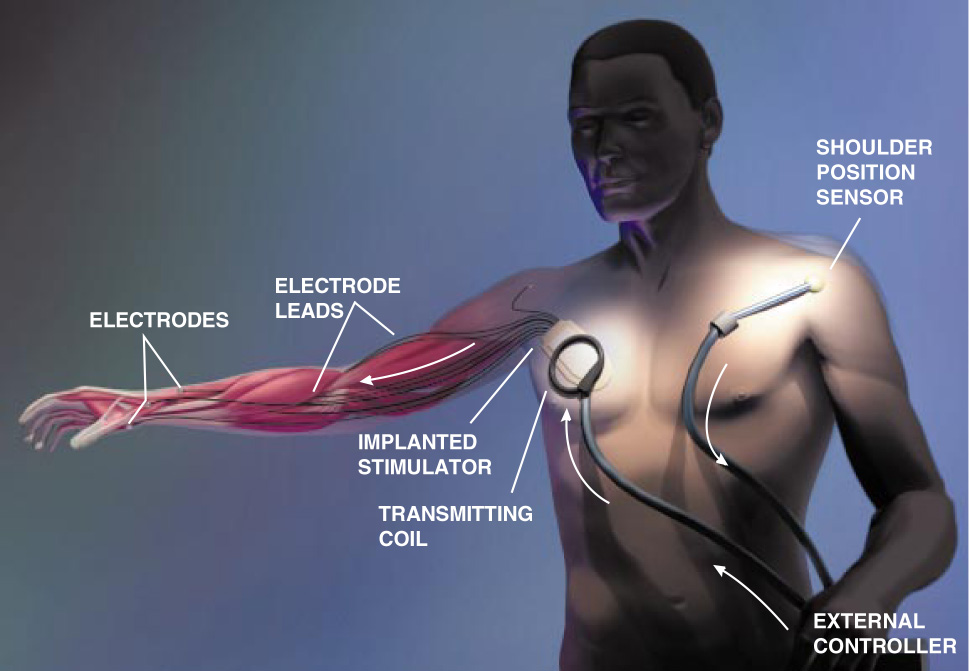 SHOULDER
POSITION
SENSOR
ELECTRODE
LEADS
ELECTRODES
IMPLANTED
STIMULATOR
TRANSMITTING
COIL
EXTERNAL
CONTROLLER